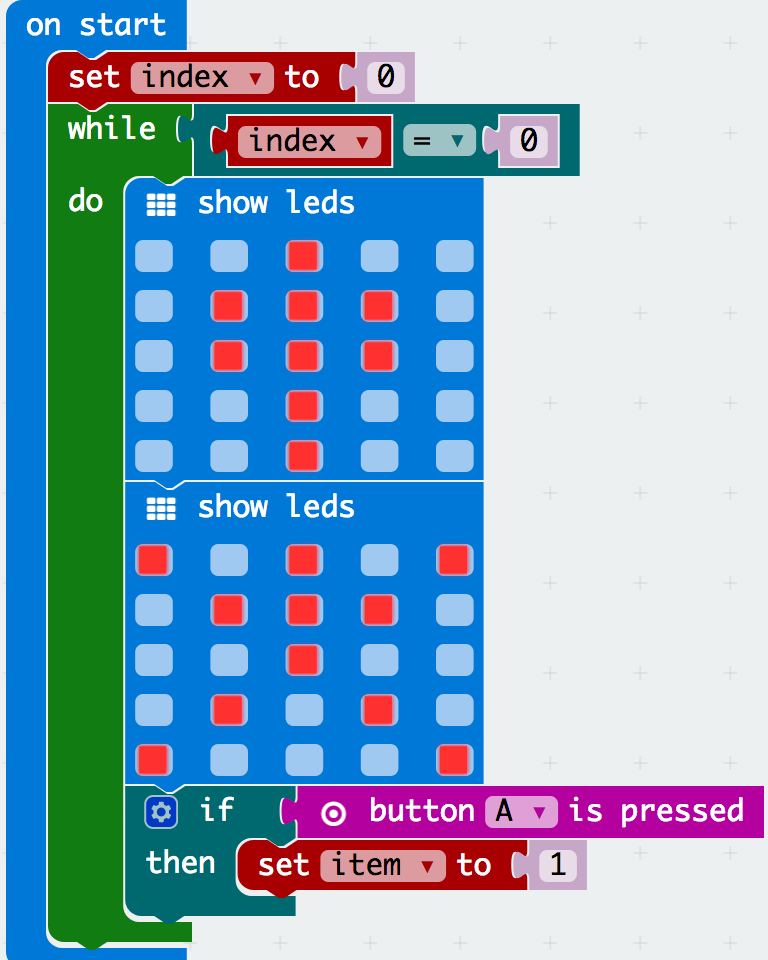 on start
set index ▾ to 0
while index ▾ = ▾ 0
do show leds
show leds
if button A ▾ is pressed
then set item ▾ to 1